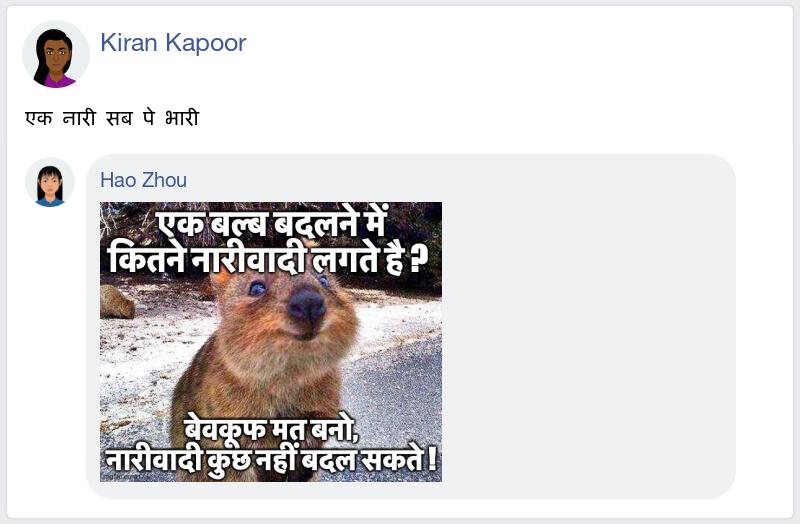 Kiran Kapoor
एक नारी सब पे भारी
Hao Zhou
एक बल्ब बदलने में
कितने नारीवादी लगते है ?
बेवकूफ मत बनो,
नारीवादी कुछ नहीं बदल सकते !